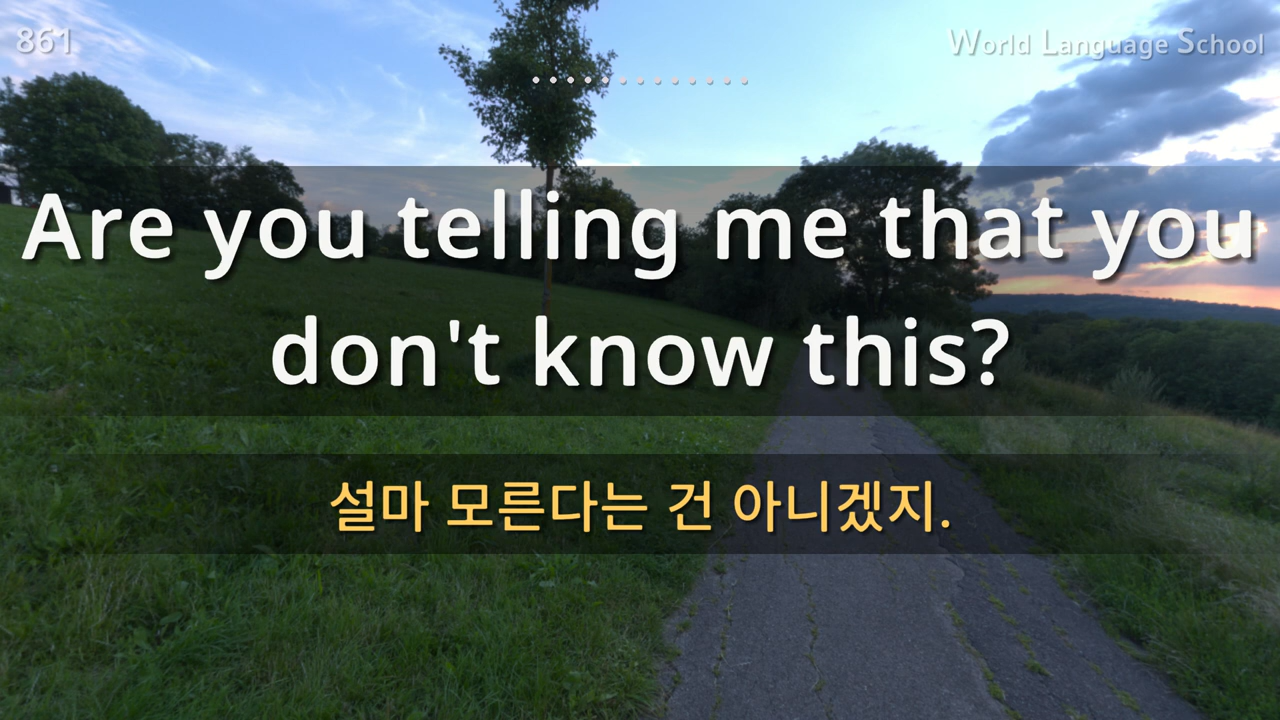 861
World Language School
Are you telling me that you
don't know this?
설마 모른다는 건 아니겠지.